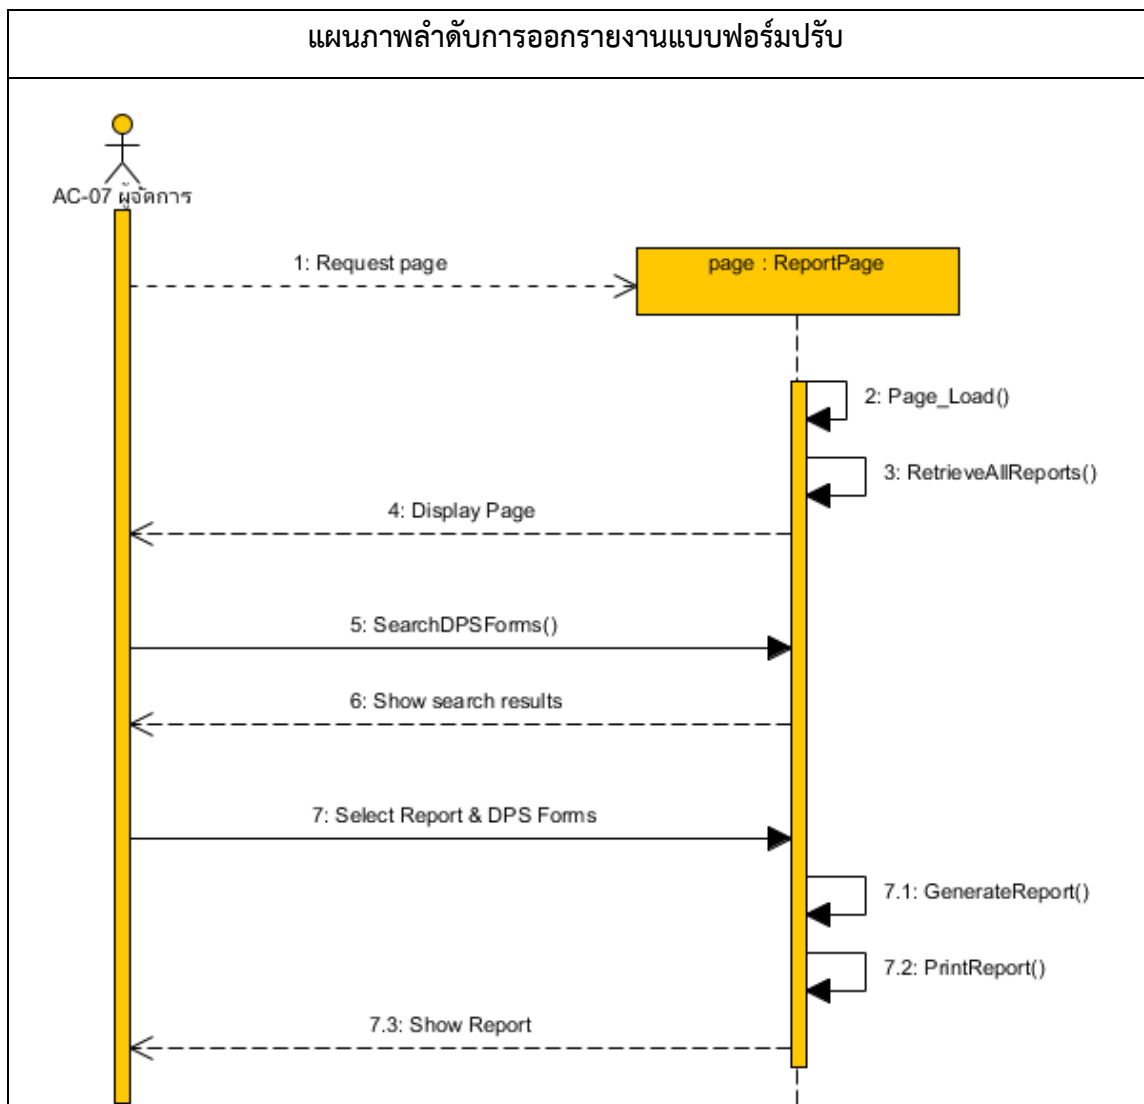 แผนภาพลำดับการออกรายงานแบบฟอร์มปรับ
AC-07 ผู้จัดการ
1: Request page
page : ReportPage
2: Page_Load()
3: RetrieveAllReports()
4: Display Page
5: SearchDPSForms()
6: Show search results
7: Select Report & DPS Forms
7.1: GenerateReport()
7.2: PrintReport()
7.3: Show Report